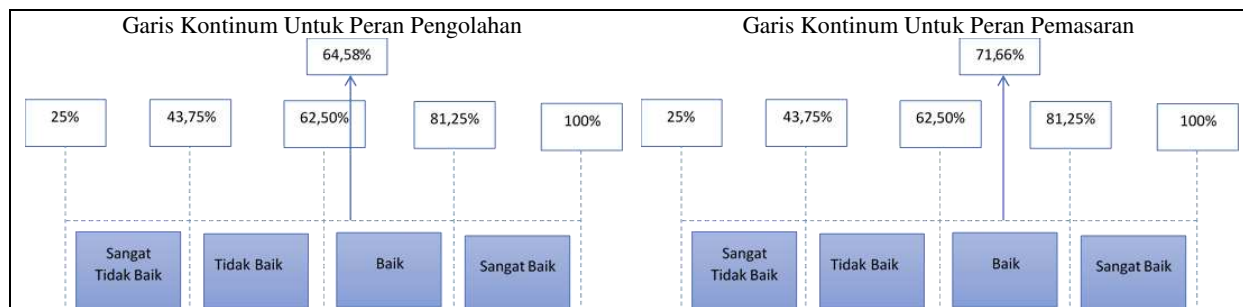 Garis Kontinum Untuk Peran Pengolahan
64,58%
25%
43,75%
62,50%
81,25%
100%
Sangat
Tidak Baik
Tidak Baik
Baik
Sangat Baik
Garis Kontinum Untuk Peran Pemasaran
71,66%
25%
43,75%
62,50%
81,25%
100%
Sangat
Tidak Baik
Tidak Baik
Baik
Sangat Baik